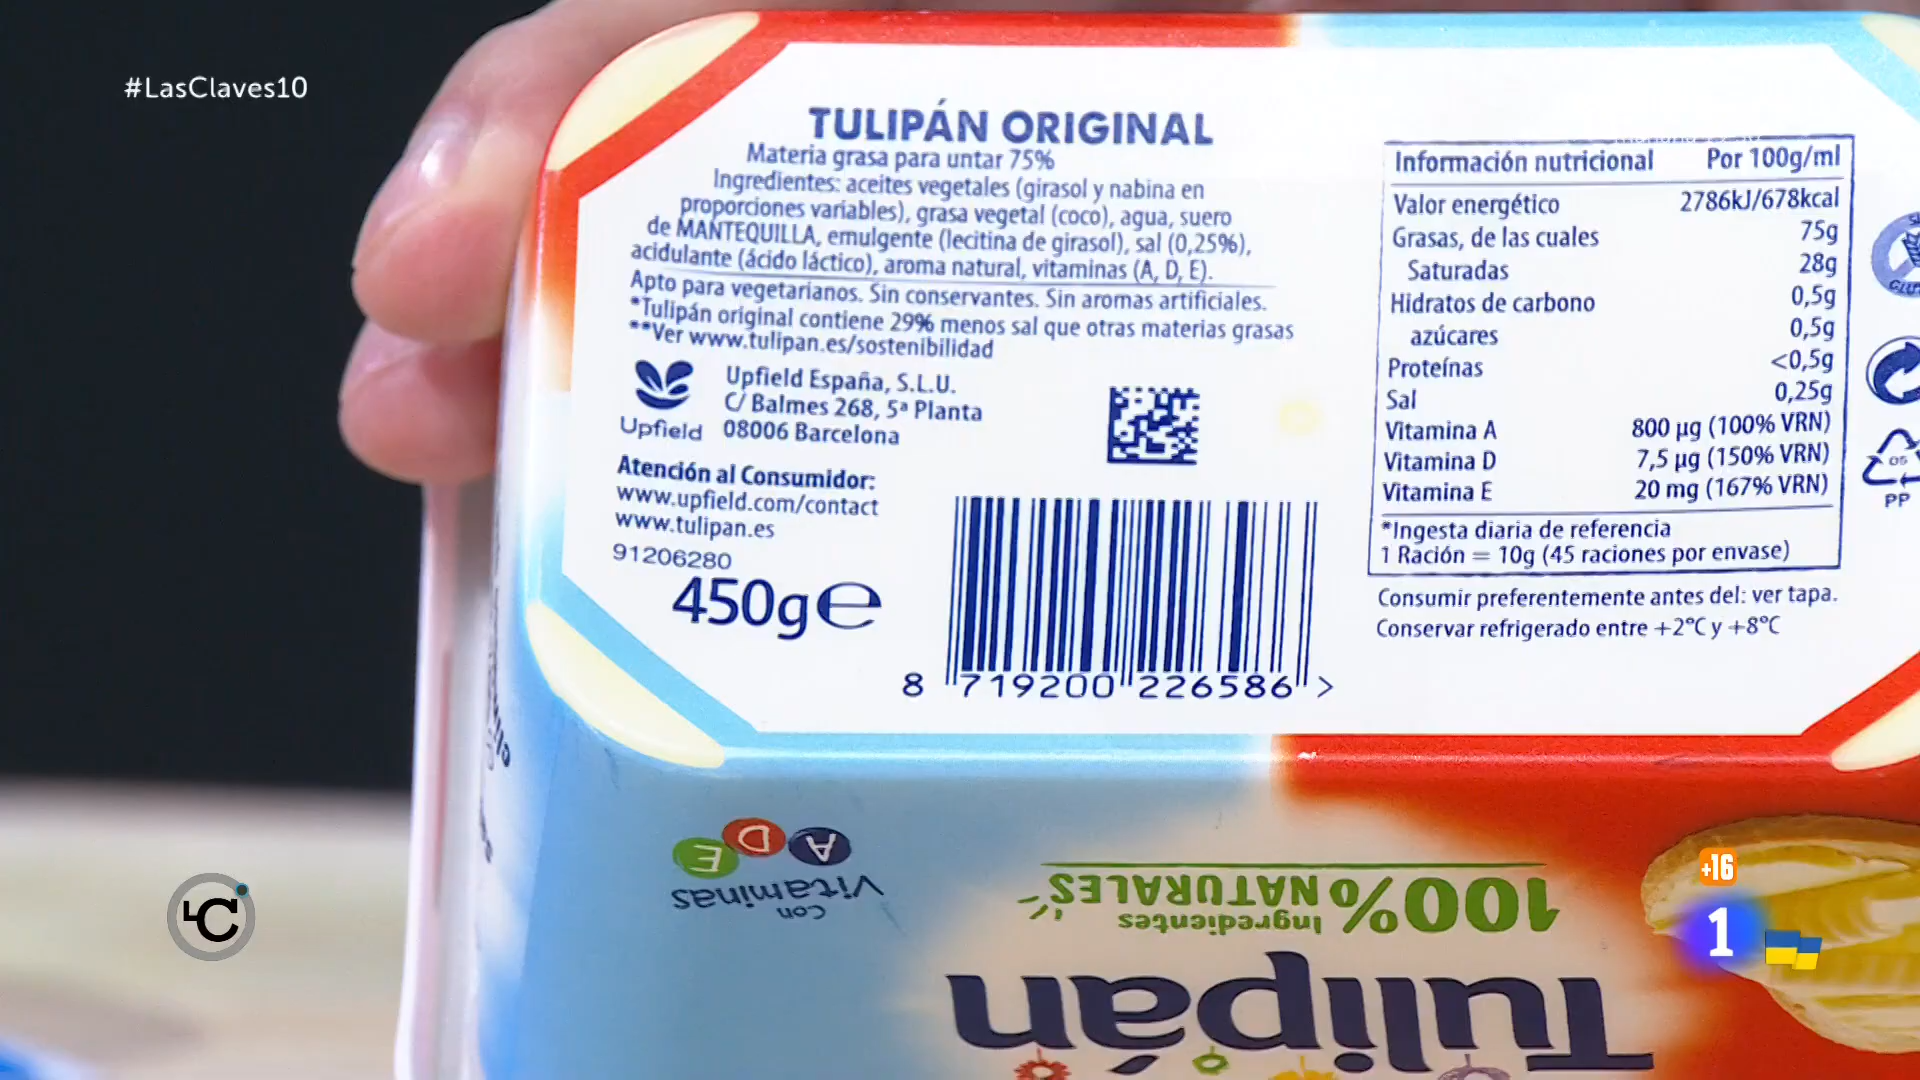 #LasClaves10
TULIPÁN ORIGINAL
Materia grasa para untar 75%
Ingredientes: aceites vegetales (girasol y nabina en
proporciones variables), grasa vegetal (coco), agua, suero
de MANTEQUILLA, emulgente (lecitina de girasol), sal (0,25%),
acidulante (ácido láctico), aroma natural, vitaminas (A, D, E).
Apto para vegetarianos. Sin conservantes. Sin aromas artificiales.
*Tulipán original contiene 29% menos sal que otras materias grasas
**Ver www.tulipan.es/sostenibilidad
Upfield
Upfield España, S.L.U.
C/ Balmes 268, 5ª Planta
08006 Barcelona
Atención al Consumidor:
www.upfield.com/contact
www.tulipan.es
91206280
450g℮
8 719200 226586 >
Información nutricional Por 100g/ml
Valor energético 2786kJ/678kcal
Grasas, de las cuales 75g
Saturadas 28g
Hidratos de carbono 0,5g
azúcares 0,5g
Proteínas <0,5g
Sal 0,25g
Vitamina A 800 µg (100% VRN)
Vitamina D 7,5 µg (150% VRN)
Vitamina E 20 mg (167% VRN)
*Ingesta diaria de referencia
1 Ración = 10g (45 raciones por envase)
Consumir preferentemente antes del: ver tapa.
Conservar refrigerado entre +2°C y +8°C
05
PP
Tulipán
Ingredientes
100% NATURALES
Con
Vitaminas
A D E
LC
+16
1